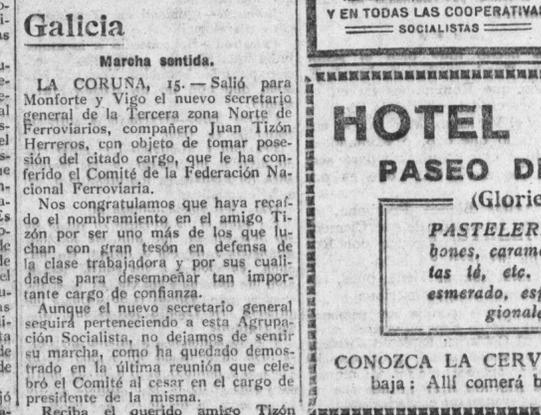 Galicia
Marcha sentida.
LA CORUÑA, 15. — Salió para
Monforte y Vigo el nuevo secretario
general de la Tercera zona Norte de
Ferroviarios, compañero Juan Tizón
Herreros, con objeto de tomar pose-
sión del citado cargo, que le ha con-
ferido el Comité de la Federación Na-
cional Ferroviaria.
Nos congratulamos que haya recaí-
do el nombramiento en el amigo Ti-
zón por ser uno más de los que lu-
chan con gran tesón en defensa de
la clase trabajadora y por sus cuali-
dades para desempeñar tan impor-
tante cargo de confianza.
Aunque el nuevo secretario general
seguirá perteneciendo a esta Agrupa-
ción Socialista, no dejamos de sentir
su marcha, como ha quedado demos-
trado en la última reunión que cele-
bró el Comité al cesar en el cargo de
presidente de la misma.
Reciba el querido amigo Tizón
Y EN TODAS LAS COOPERATIVAS
SOCIALISTAS
HOTEL
PASEO DE
(Glorie
PASTELER
bones, carame
tas té, etc.
esmerado, esp
gionale
CONOZCA LA CERV
baja: Allí comerá b